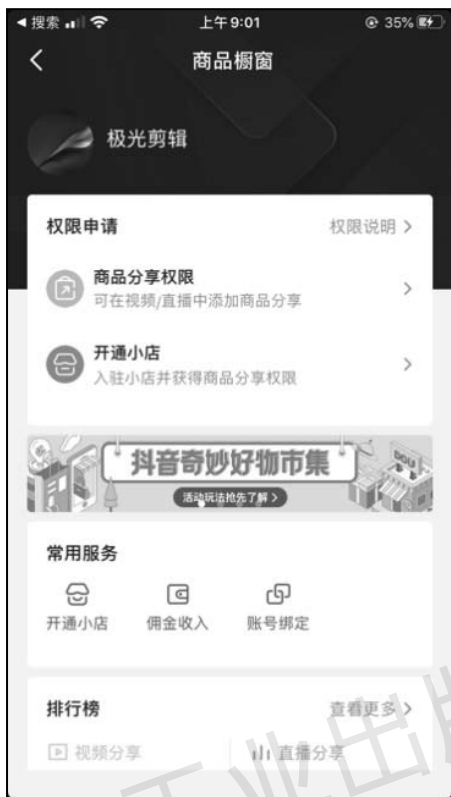 搜索 上午9:01 35%
商品橱窗
极光剪辑
权限申请 权限说明
商品分享权限
可在视频/直播中添加商品分享
开通小店
入驻小店并获得商品分享权限
抖音奇妙好物市集
活动玩法抢先了解
DOU
常用服务
开通小店 佣金收入 账号绑定
排行榜 查看更多
视频分享 直播分享
工业出版